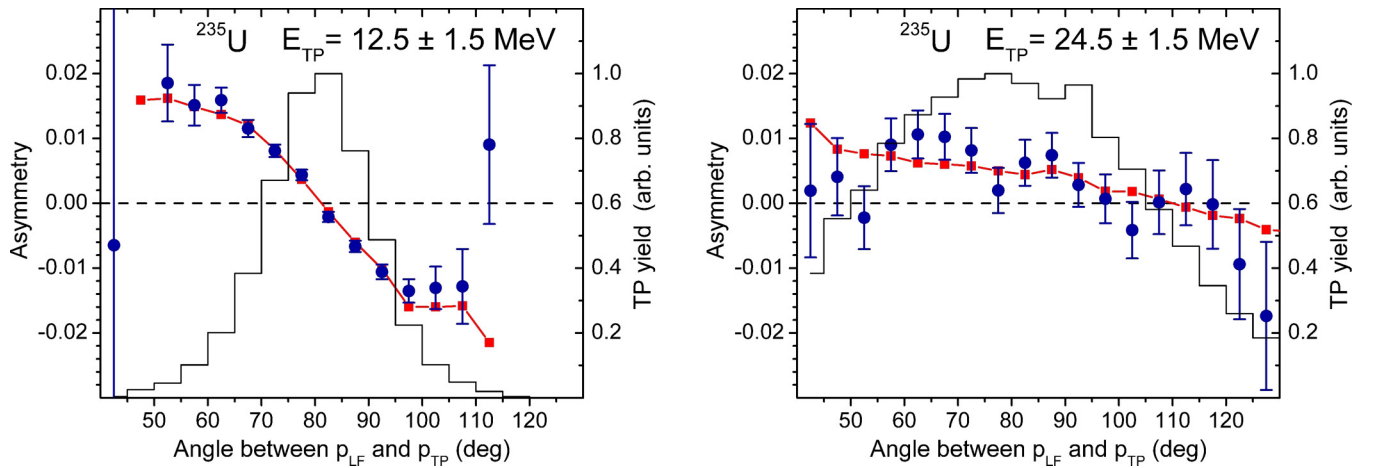 ²³⁵U E_TP = 12.5 ± 1.5 MeV
0.02
0.01
0.00
-0.01
-0.02
Asymmetry
1.0
0.8
0.6
0.4
0.2
TP yield (arb. units)
50 60 70 80 90 100 110 120
Angle between p_LF and p_TP (deg)
²³⁵U E_TP = 24.5 ± 1.5 MeV
0.02
0.01
0.00
-0.01
-0.02
Asymmetry
1.0
0.8
0.6
0.4
0.2
TP yield (arb. units)
50 60 70 80 90 100 110 120
Angle between p_LF and p_TP (deg)